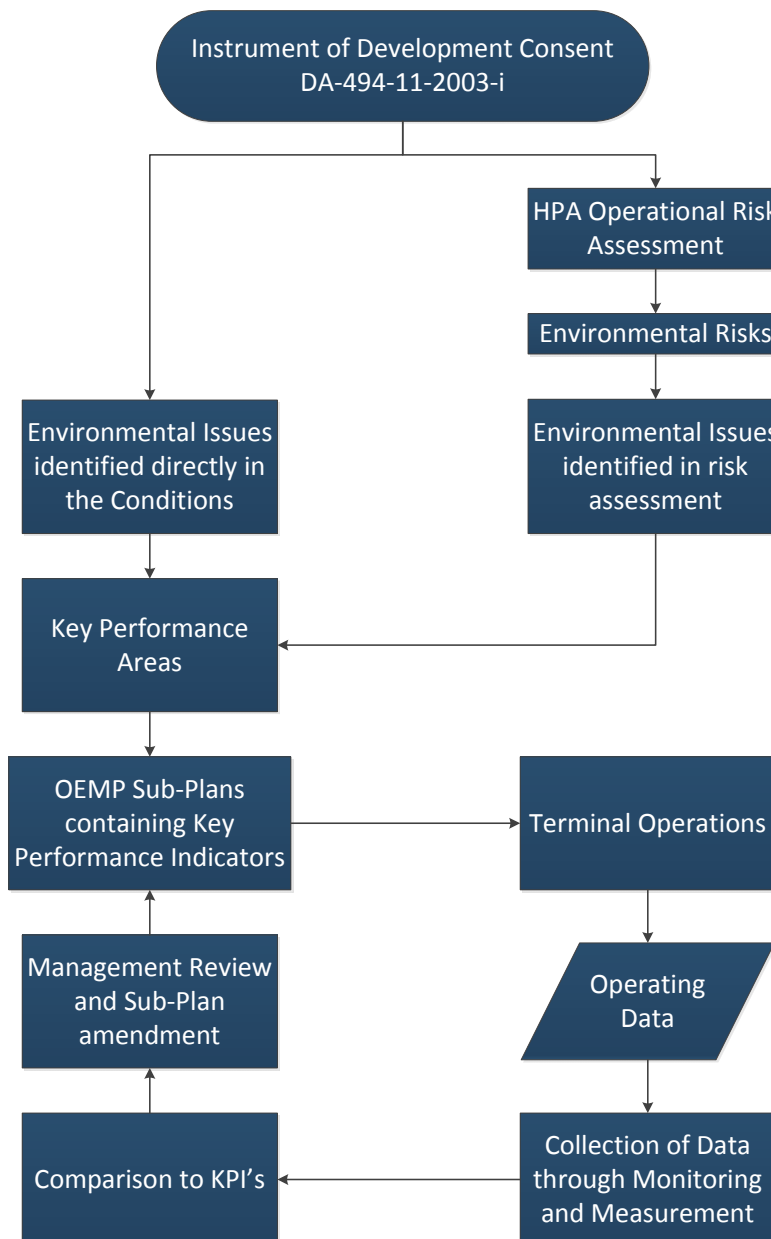 Instrument of Development Consent
DA-494-11-2003-i
HPA Operational Risk
Assessment
Environmental Risks
Environmental Issues
identified directly in
the Conditions
Environmental Issues
identified in risk
assessment
Key Performance
Areas
OEMP Sub-Plans
containing Key
Performance Indicators
Terminal Operations
Management Review
and Sub-Plan
amendment
Operating
Data
Comparison to KPI's
Collection of Data
through Monitoring
and Measurement